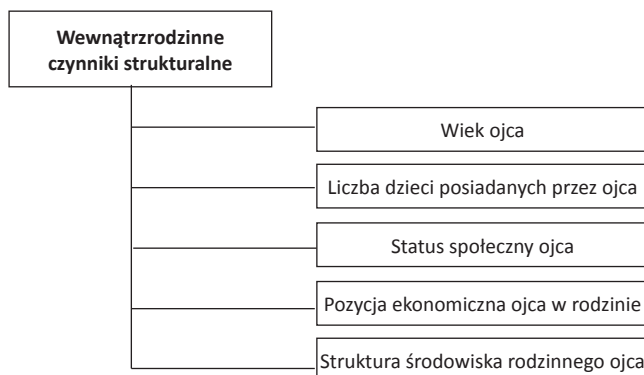 Wewnątrzrodzinne
czynniki strukturalne
Wiek ojca
Liczba dzieci posiadanych przez ojca
Status społeczny ojca
Pozycja ekonomiczna ojca w rodzinie
Struktura środowiska rodzinnego ojca